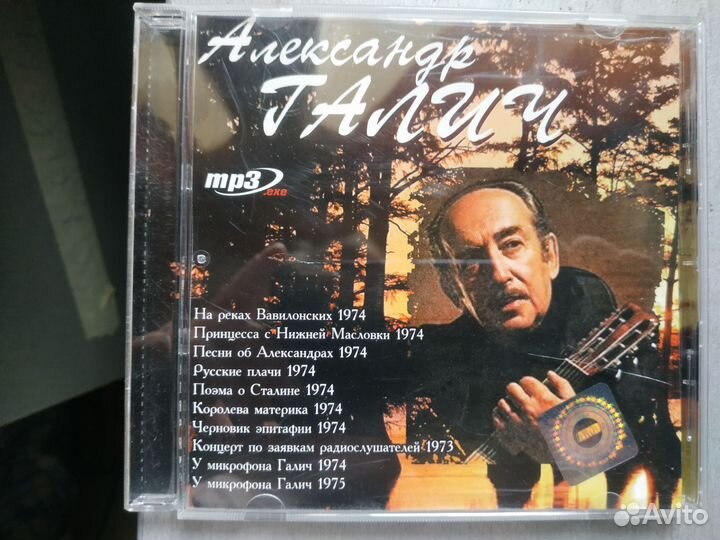 Александр
ГАЛИЧ
mp3.exe
На реках Вавилонских 1974
Принцесса с Нижней Масловки 1974
Песни об Александрах 1974
Русские плачи 1974
Поэма о Сталине 1974
Королева материка 1974
Черновик эпитафии 1974
Концерт по заявкам радиослушателей 1973
У микрофона Галич 1974
У микрофона Галич 1975
Avito